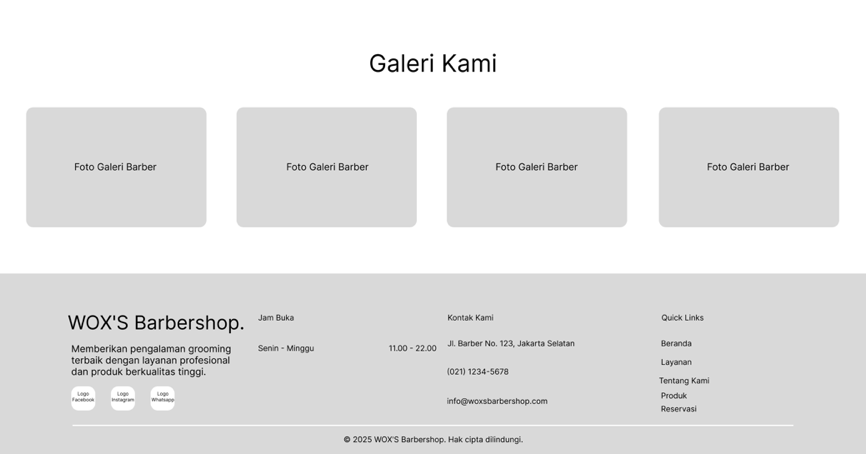 Galeri Kami
Foto Galeri Barber
Foto Galeri Barber
Foto Galeri Barber
Foto Galeri Barber
WOX'S Barbershop.
Memberikan pengalaman grooming
terbaik dengan layanan profesional
dan produk berkualitas tinggi.
Logo
Facebook
Logo
Instagram
Logo
Whatsapp
Jam Buka
Senin - Minggu
11.00 - 22.00
Kontak Kami
Jl. Barber No. 123, Jakarta Selatan
(021) 1234-5678
info@woxsbarbershop.com
Quick Links
Beranda
Layanan
Tentang Kami
Produk
Reservasi
© 2025 WOX'S Barbershop. Hak cipta dilindungi.